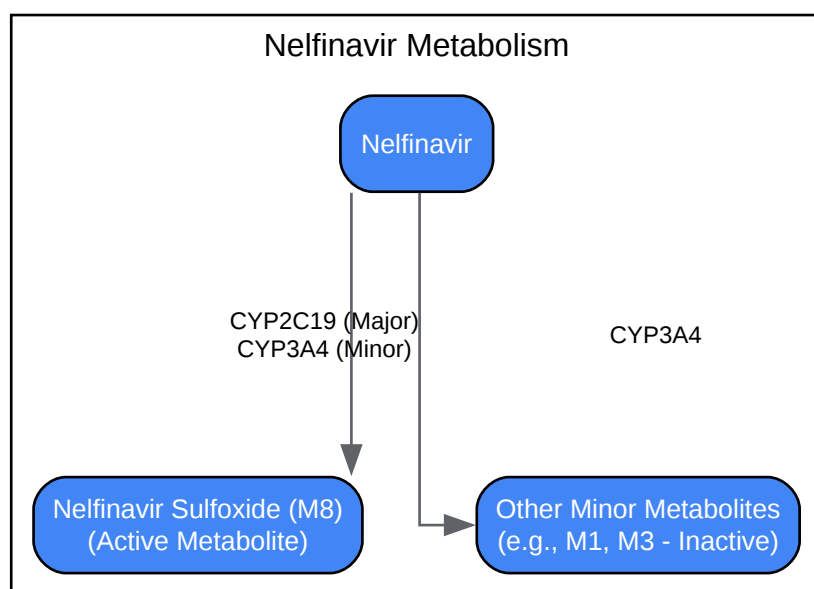 Nelfinavir Metabolism
Nelfinavir
CYP2C19 (Major)
CYP3A4 (Minor)
CYP3A4
Nelfinavir Sulfoxide (M8)
(Active Metabolite)
Other Minor Metabolites
(e.g., M1, M3 - Inactive)